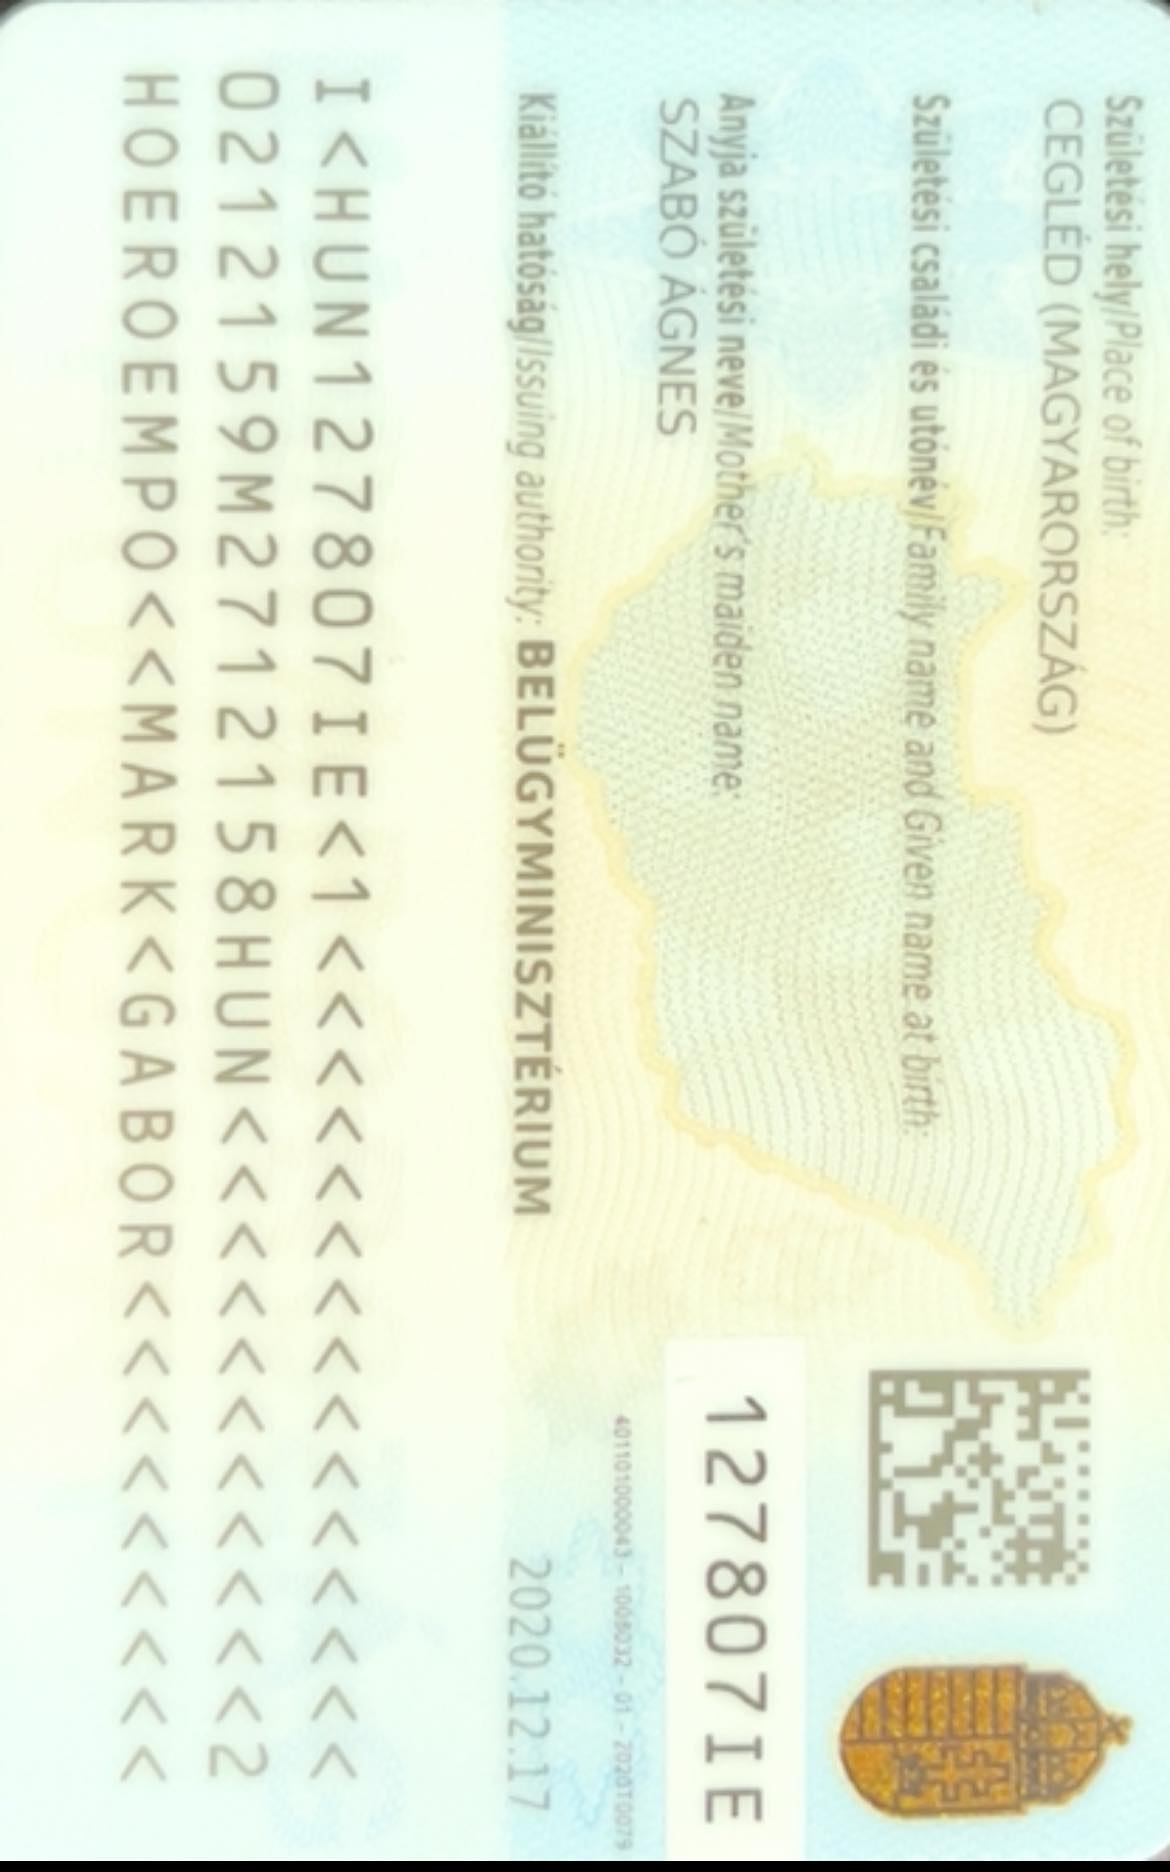 Születési hely/Place of birth:
CEGLÉD (MAGYARORSZÁG)
Születési családi és utónév/Family name and Given name at birth:
Anyja születési neve/Mother's maiden name:
SZABÓ ÁGNES
127807IE
401101000043 - 1008032 - 01 - 2020T0079
Kiállító hatóság/Issuing authority: BELÜGYMINISZTÉRIUM 2020.12.17
I<HUN127807IE<1<<<<<<<<<<<<<<<
0212159M2712158HUN<<<<<<<<<<<2
HOEROEMPO<<MARK<GABOR<<<<<<<<<